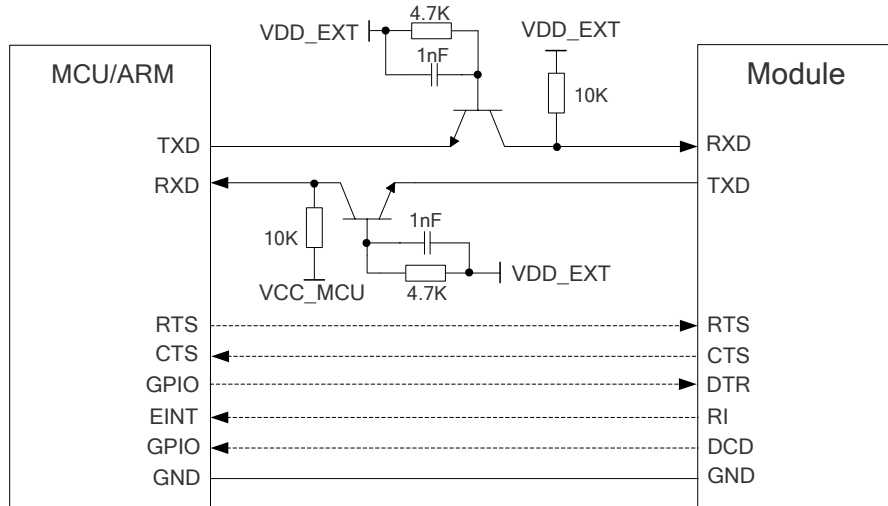 4.7K
VDD_EXT
VDD_EXT
1nF
MCU/ARM
Module
10K
TXD
RXD
RXD
TXD
1nF
10K
VDD_EXT
VCC_MCU
4.7K
RTS
RTS
CTS
CTS
GPIO
DTR
EINT
RI
GPIO
DCD
GND
GND